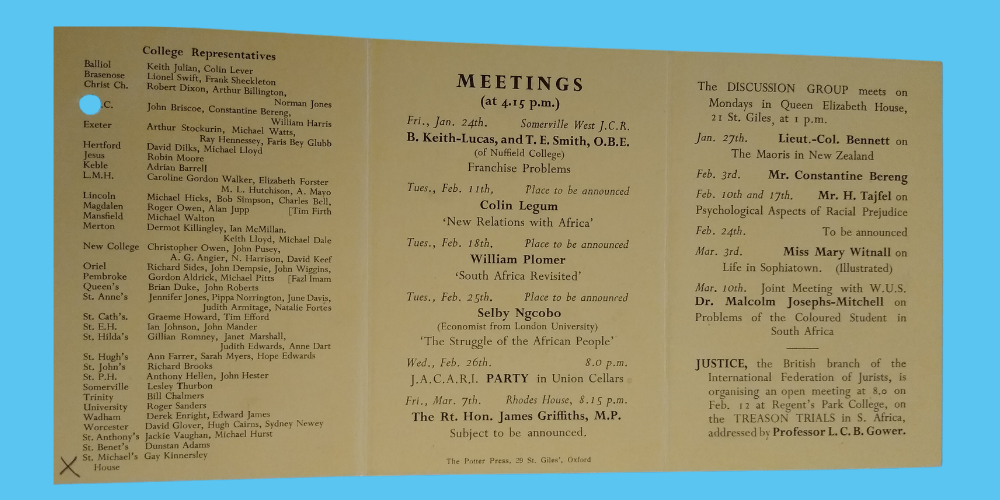 College Representatives
Balliol Keith Julian, Colin Lever
Brasenose Lionel Swift, Frank Sheckleton
Christ Ch. Robert Dixon, Arthur Billington,
Norman Jones
.C. John Briscoe, Constantine Bereng,
William Harris
Exeter Arthur Stockurin, Michael Watts,
Ray Hennessey, Faris Bey Glubb
Hertford David Dilks, Michael Lloyd
Jesus Robin Moore
Keble Adrian Barrell
L.M.H. Caroline Gordon Walker, Elizabeth Forster
M. L. Hutchison, A. Mayo
Lincoln Michael Hicks, Bob Simpson, Charles Bell,
Magdalen Roger Owen, Alan Jupp [Tim Firth
Mansfield Michael Walton
Merton Dermot Killingley, Ian McMillan.
Keith Lloyd, Michael Dale
New College Christopher Owen, John Pusey,
A. G. Angier, N. Harrison, David Keef
Oriel Richard Sides, John Dempsie, John Wiggins,
Pembroke Gordon Aldrick, Michael Pitts [Fazl Imam
Queen's Brian Duke, John Roberts
St. Anne's Jennifer Jones, Pippa Norrington, June Davis,
Judith Armitage, Natalie Fortes
St. Cath's. Graeme Howard, Tim Efford
St. E.H. Ian Johnson, John Mander
St. Hilda's Gillian Romney, Janet Marshall,
Judith Edwards, Anne Dart
St. Hugh's Ann Farrer, Sarah Myers, Hope Edwards
St. John's Richard Brooks
St. P.H. Anthony Hellen, John Hester
Somerville Lesley Thurbon
Trinity Bill Chalmers
University Roger Sanders
Wadham Derek Enright, Edward James
Worcester David Glover, Hugh Cairns, Sydney Newey
St. Anthony's Jackie Vaughan, Michael Hurst
St. Benet's Dunstan Adams
St. Michael's Gay Kinnersley
House
MEETINGS
(at 4.15 p.m.)
Fri., Jan. 24th. Somerville West J.C.R.
B. Keith-Lucas, and T. E. Smith, O.B.E.
(of Nuffield College)
Franchise Problems
Tues., Feb. 11th, Place to be announced
Colin Legum
'New Relations with Africa'
Tues., Feb. 18th, Place to be announced
William Plomer
'South Africa Revisited'
Tues., Feb. 25th. Place to be announced
Selby Ngcobo
(Economist from London University)
'The Struggle of the African People'
Wed., Feb. 26th. 8.0 p.m.
J.A.C.A.R.I. PARTY in Union Cellars
Fri., Mar. 7th. Rhodes House, 8.15 p.m.
The Rt. Hon. James Griffiths, M.P.
Subject to be announced.
The Potter Press, 29 St. Giles', Oxford
The DISCUSSION GROUP meets on
Mondays in Queen Elizabeth House,
21 St. Giles, at 1 p.m.
Jan. 27th. Lieut.-Col. Bennett on
The Maoris in New Zealand
Feb. 3rd. Mr. Constantine Bereng
Feb. 10th and 17th. Mr. H. Tajfel on
Psychological Aspects of Racial Prejudice
Feb. 24th. To be announced
Mar. 3rd. Miss Mary Witnall on
Life in Sophiatown. (Illustrated)
Mar. 10th. Joint Meeting with W.U.S.
Dr. Malcolm Josephs-Mitchell on
Problems of the Coloured Student in
South Africa
JUSTICE, the British branch of the
International Federation of Jurists, is
organising an open meeting at 8.0 on
Feb. 12 at Regent's Park College, on
the TREASON TRIALS in S. Africa,
addressed by Professor L. C. B. Gower.